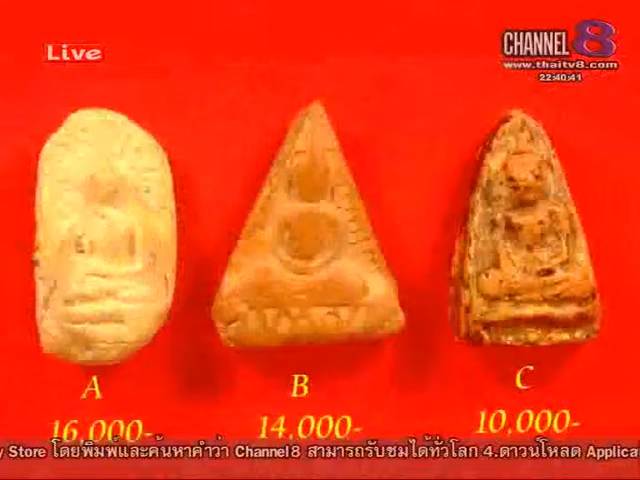 Live
CHANNEL 8
www.thaitv8.com
22:40:41
A
B
C
16,000-
14,000-
10,000-
Store โดยพิมพ์และค้นหาคำว่า Channel8 สามารถรับชมได้ทั่วโลก 4.ดาวน์โหลด